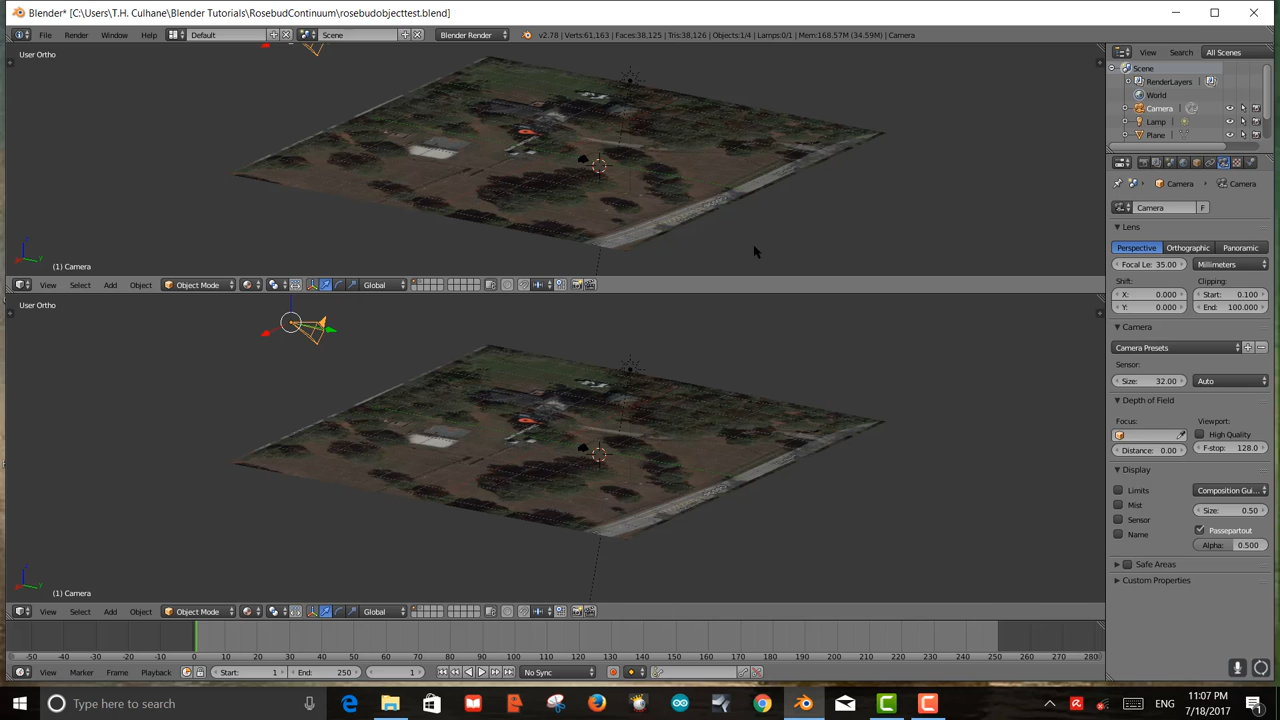 Blender* [C:\Users\T.H. Culhane\Blender Tutorials\RosebudContinuum\rosebudobjecttest.blend]
File Render Window Help Default Scene Blender Render v2.78 | Verts:61,163 | Faces:38,125 | Tris:38,126 | Objects:1/4 | Lamps:0/1 | Mem:168.57M (34.59M) | Camera
View Search All Scenes
User Ortho
Scene
RenderLayers
World
Camera
Lamp
Plane
Camera Camera
Camera F
Lens
Perspective Orthographic Panoramic
Focal Le: 35.00 Millimeters
Shift: Clipping:
X: 0.000 Start: 0.100
Y: 0.000 End: 100.000
(1) Camera
View Select Add Object Object Mode Global
User Ortho
Camera
Camera Presets
Sensor:
Size: 32.00 Auto
Depth of Field
Focus: Viewport:
High Quality
Distance: 0.00 F-stop: 128.0
Display
Limits Composition Gui...
Mist Size: 0.50
Sensor Passepartout
Name Alpha: 0.500
Safe Areas
Custom Properties
(1) Camera
View Select Add Object Object Mode Global
-50 -40 -30 -20 -10 0 10 20 30 40 50 60 70 80 90 100 110 120 130 140 150 160 170 180 190 200 210 220 230 240 250 260 270 280
View Marker Frame Playback Start: 1 End: 250 1 No Sync
Type here to search
ENG
11:07 PM
7/18/2017
1